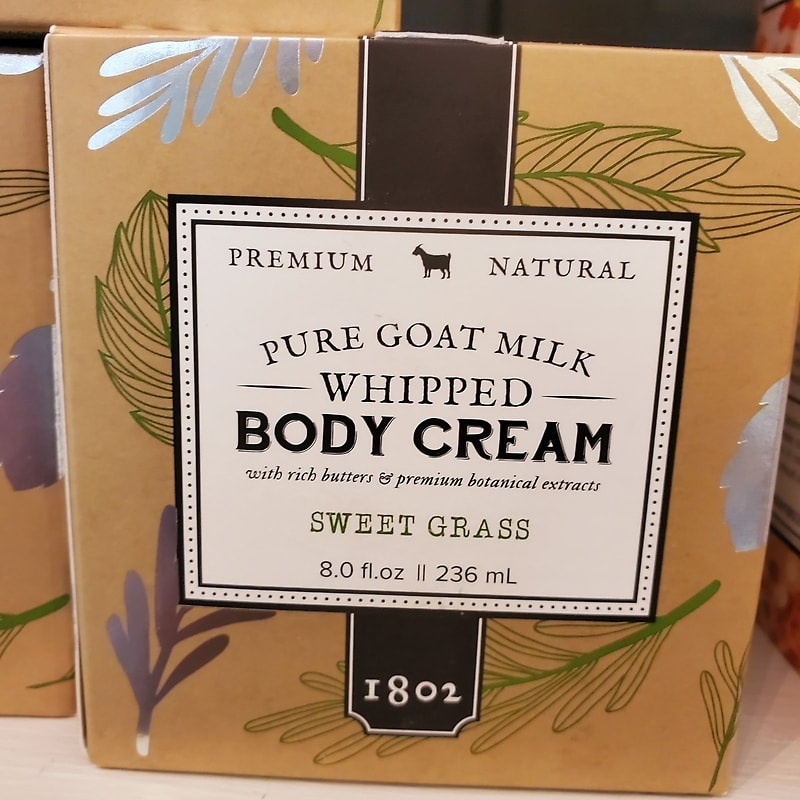 PREMIUM NATURAL
PURE GOAT MILK
WHIPPED
BODY CREAM
with rich butters & premium botanical extracts
SWEET GRASS
8.0 fl.oz || 236 mL
1802